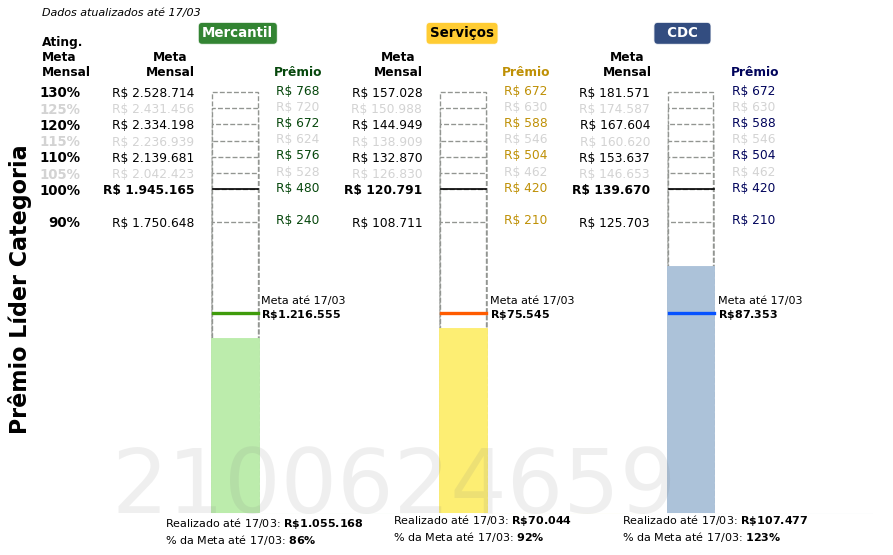 Dados atualizados até 17/03
Mercantil Serviços CDC
Ating. Meta Mensal Meta Mensal Prêmio Meta Mensal Prêmio Meta Mensal Prêmio
130% R$ 2.528.714 R$ 768 R$ 157.028 R$ 672 R$ 181.571 R$ 672
125% R$ 2.431.456 R$ 720 R$ 150.988 R$ 630 R$ 174.587 R$ 630
120% R$ 2.334.198 R$ 672 R$ 144.949 R$ 588 R$ 167.604 R$ 588
115% R$ 2.236.939 R$ 624 R$ 138.909 R$ 546 R$ 160.620 R$ 546
110% R$ 2.139.681 R$ 576 R$ 132.870 R$ 504 R$ 153.637 R$ 504
105% R$ 2.042.423 R$ 528 R$ 126.830 R$ 462 R$ 146.653 R$ 462
100% R$ 1.945.165 R$ 480 R$ 120.791 R$ 420 R$ 139.670 R$ 420
90% R$ 1.750.648 R$ 240 R$ 108.711 R$ 210 R$ 125.703 R$ 210
Prêmio Líder Categoria
Meta até 17/03 Meta até 17/03 Meta até 17/03
R$1.216.555 R$75.545 R$87.353
2100624659
Realizado até 17/03: R$1.055.168 Realizado até 17/03: R$70.044 Realizado até 17/03: R$107.477
% da Meta até 17/03: 86% % da Meta até 17/03: 92% % da Meta até 17/03: 123%